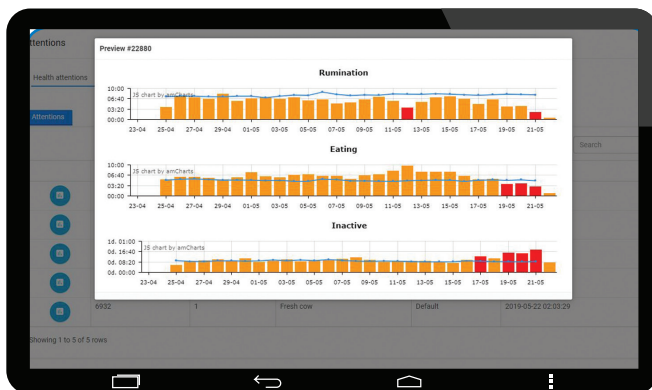 ttentions
Preview #22880
Health attentions
Attentions
Search
Rumination
JS chart by amCharts
10:00
06:40
03:20
00:00
23-04 25-04 27-04 29-04 01-05 03-05 05-05 07-05 09-05 11-05 13-05 15-05 17-05 19-05 21-05
Eating
JS chart by amCharts
10:00
06:40
03:20
00:00
23-04 25-04 27-04 29-04 01-05 03-05 05-05 07-05 09-05 11-05 13-05 15-05 17-05 19-05 21-05
Inactive
JS chart by amCharts
1d. 01:00
0d. 16:40
0d. 08:20
0d. 00:00
23-04 25-04 27-04 29-04 01-05 03-05 05-05 07-05 09-05 11-05 13-05 15-05 17-05 19-05 21-05
6932 1 Fresh cow Default 2019-05-22 02:03:29
Showing 1 to 5 of 5 rows